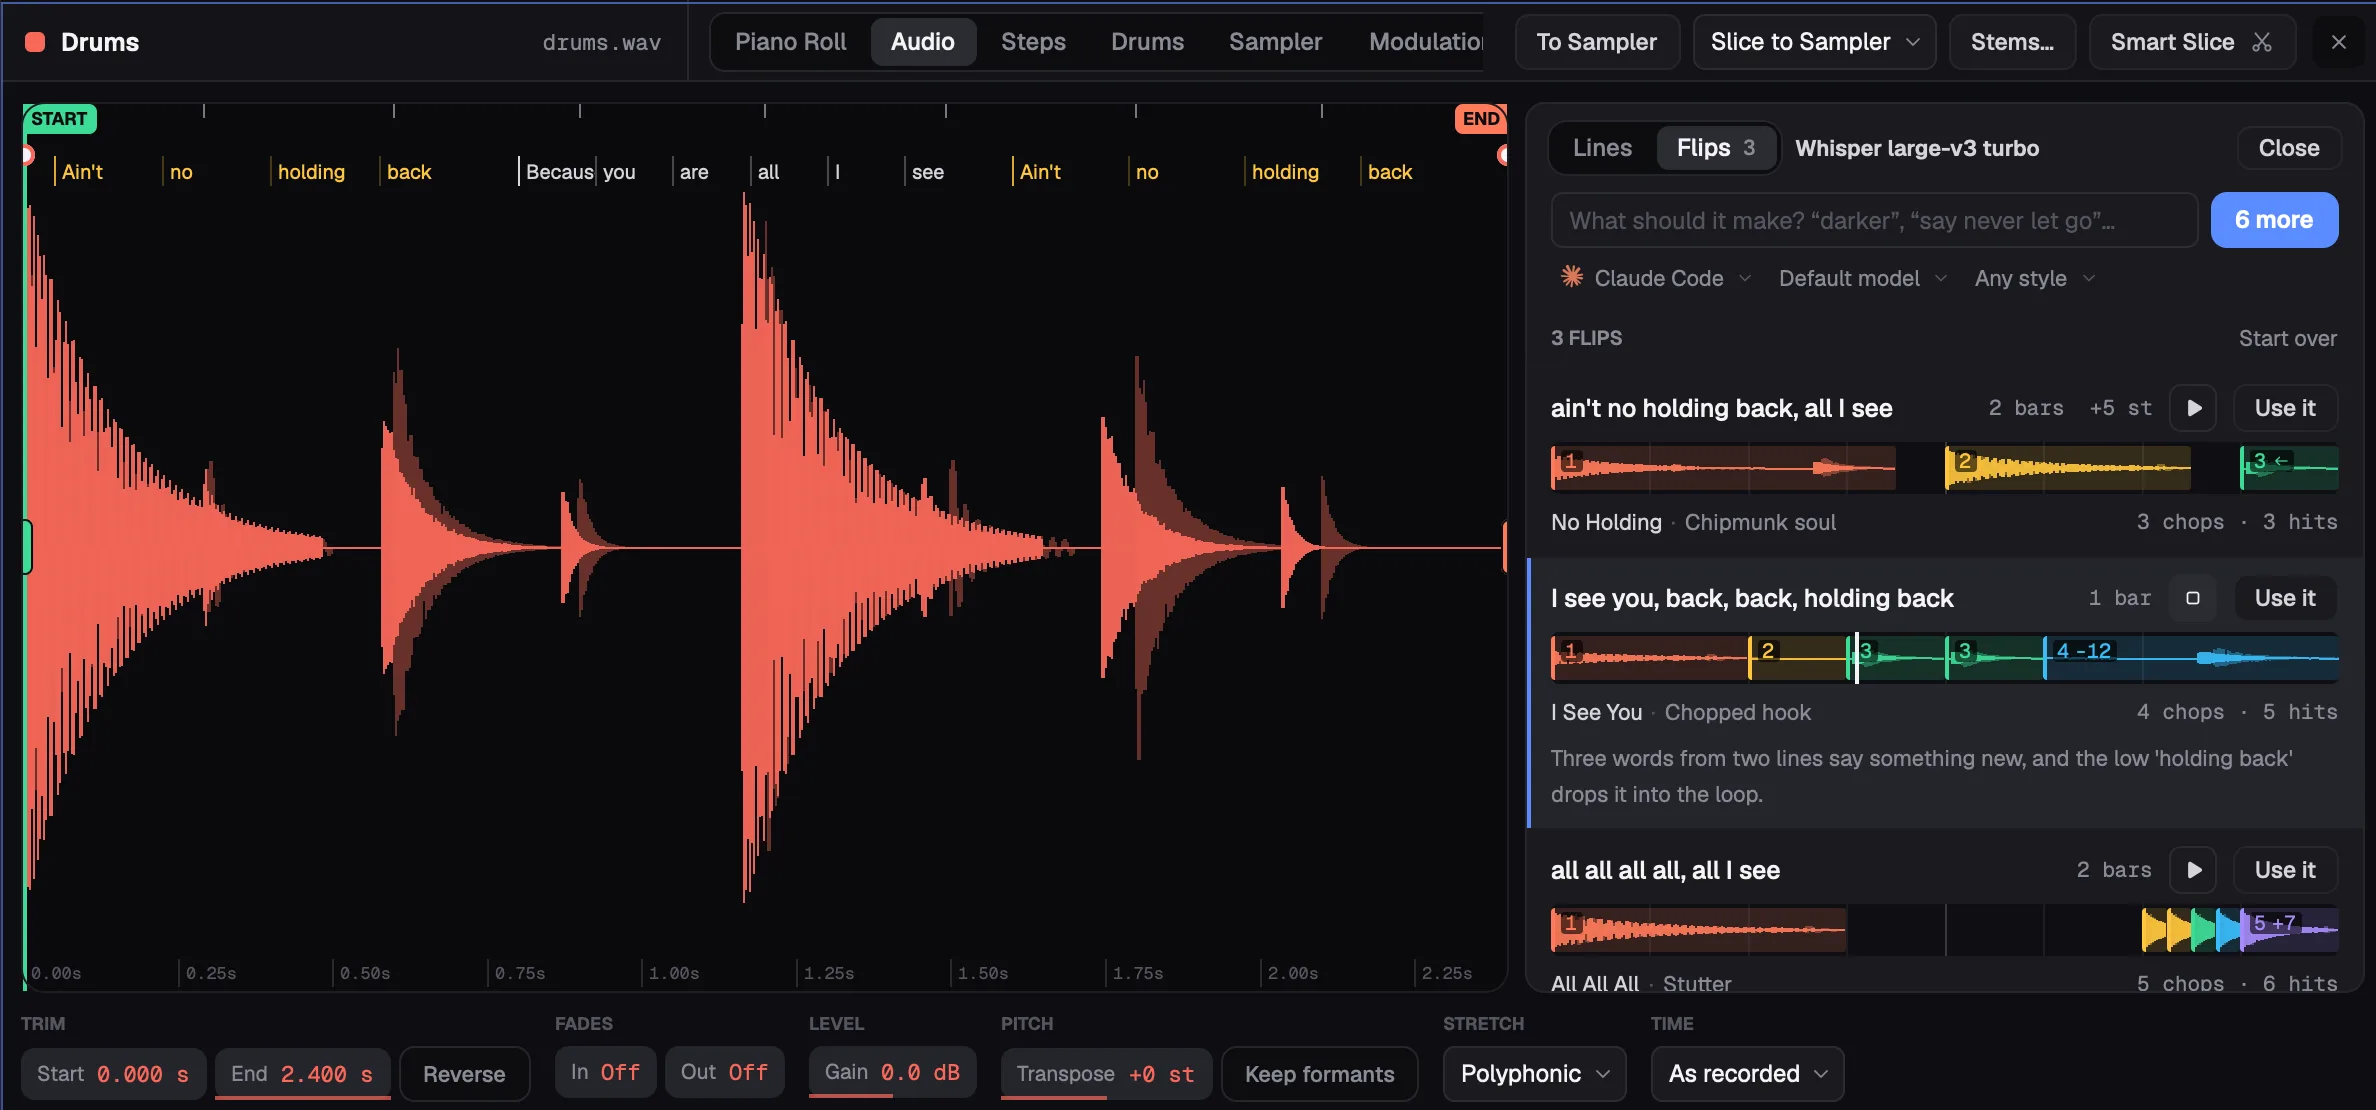 Drums drums.wav Piano Roll Audio Steps Drums Sampler Modulation To Sampler Slice to Sampler Stems... Smart Slice
START END
Ain't no holding back Becaus you are all I see Ain't no holding back
0.00s 0.25s 0.50s 0.75s 1.00s 1.25s 1.50s 1.75s 2.00s 2.25s
Lines Flips 3 Whisper large-v3 turbo Close
What should it make? “darker”, “say never let go”... 6 more
Claude Code Default model Any style
3 FLIPS Start over
ain't no holding back, all I see 2 bars +5 st Use it
1 2 3 ←
No Holding · Chipmunk soul 3 chops · 3 hits
I see you, back, back, holding back 1 bar Use it
1 2 3 3 4 -12
I See You · Chopped hook 4 chops · 5 hits
Three words from two lines say something new, and the low 'holding back'
drops it into the loop.
all all all all, all I see 2 bars Use it
1 5 +7
All All All · Stutter 5 chops · 6 hits
TRIM FADES LEVEL PITCH STRETCH TIME
Start 0.000 s End 2.400 s Reverse In Off Out Off Gain 0.0 dB Transpose +0 st Keep formants Polyphonic As recorded